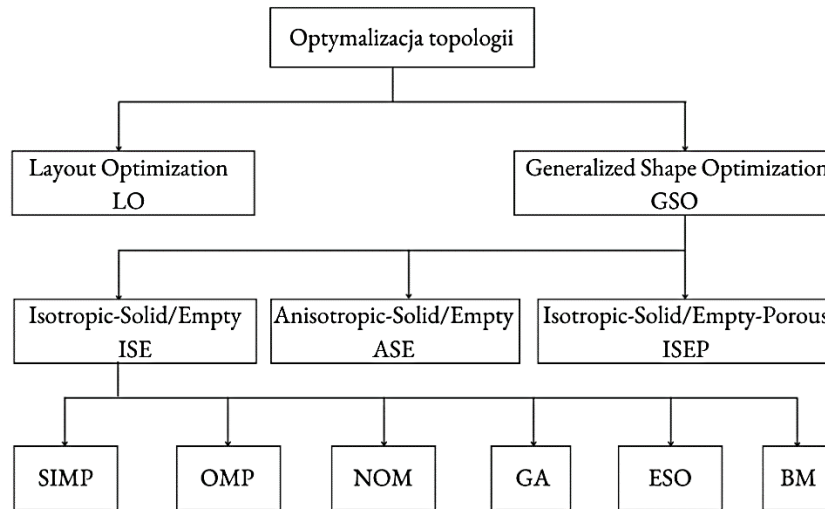 Optymalizacja topologii
Layout Optimization
LO
Generalized Shape Optimization
GSO
Isotropic-Solid/Empty
ISE
Anisotropic-Solid/Empty
ASE
Isotropic-Solid/Empty-Porous
ISEP
SIMP
OMP
NOM
GA
ESO
BM